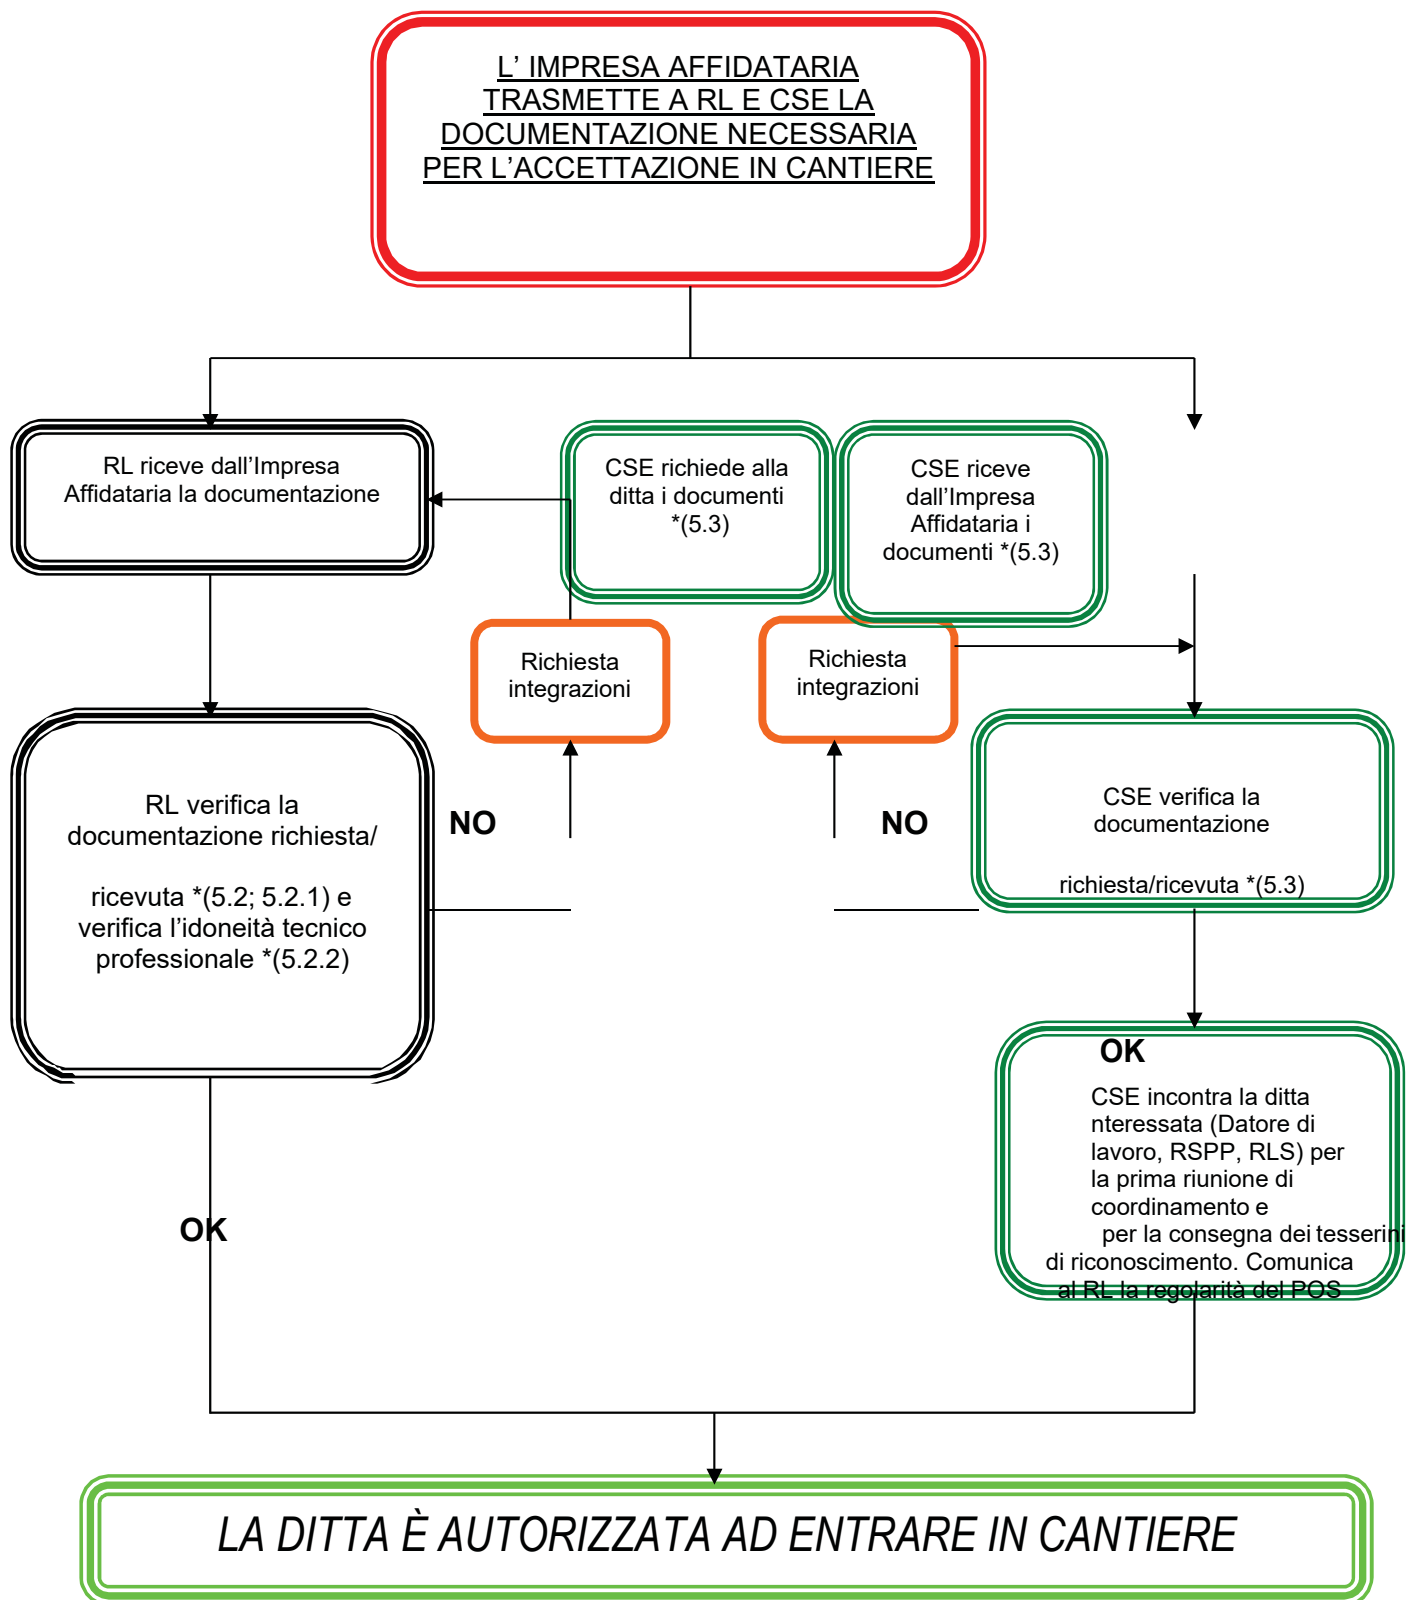 L' IMPRESA AFFIDATARIA
TRASMETTE A RL E CSE LA
DOCUMENTAZIONE NECESSARIA
PER L’ACCETTAZIONE IN CANTIERE
RL riceve dall’Impresa
Affidataria la documentazione
CSE richiede alla
ditta i documenti
*(5.3)
CSE riceve
dall’Impresa
Affidataria i
documenti *(5.3)
Richiesta
integrazioni
Richiesta
integrazioni
RL verifica la
documentazione richiesta/
ricevuta *(5.2; 5.2.1) e
verifica l’idoneità tecnico
professionale *(5.2.2)
NO
NO
CSE verifica la
documentazione
richiesta/ricevuta *(5.3)
OK
CSE incontra la ditta
nteressata (Datore di
lavoro, RSPP, RLS) per
la prima riunione di
coordinamento e
per la consegna dei tesserini
di riconoscimento. Comunica
al RL la regolarità del POS
OK
LA DITTA È AUTORIZZATA AD ENTRARE IN CANTIERE